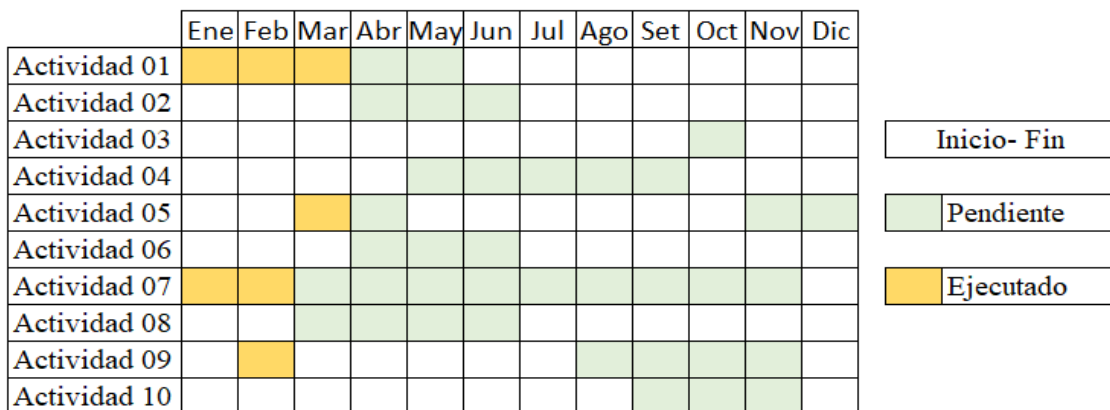 Ene Feb Mar Abr May Jun Jul Ago Set Oct Nov Dic
Actividad 01
Actividad 02
Actividad 03
Actividad 04
Actividad 05
Actividad 06
Actividad 07
Actividad 08
Actividad 09
Actividad 10
Inicio- Fin
Pendiente
Ejecutado